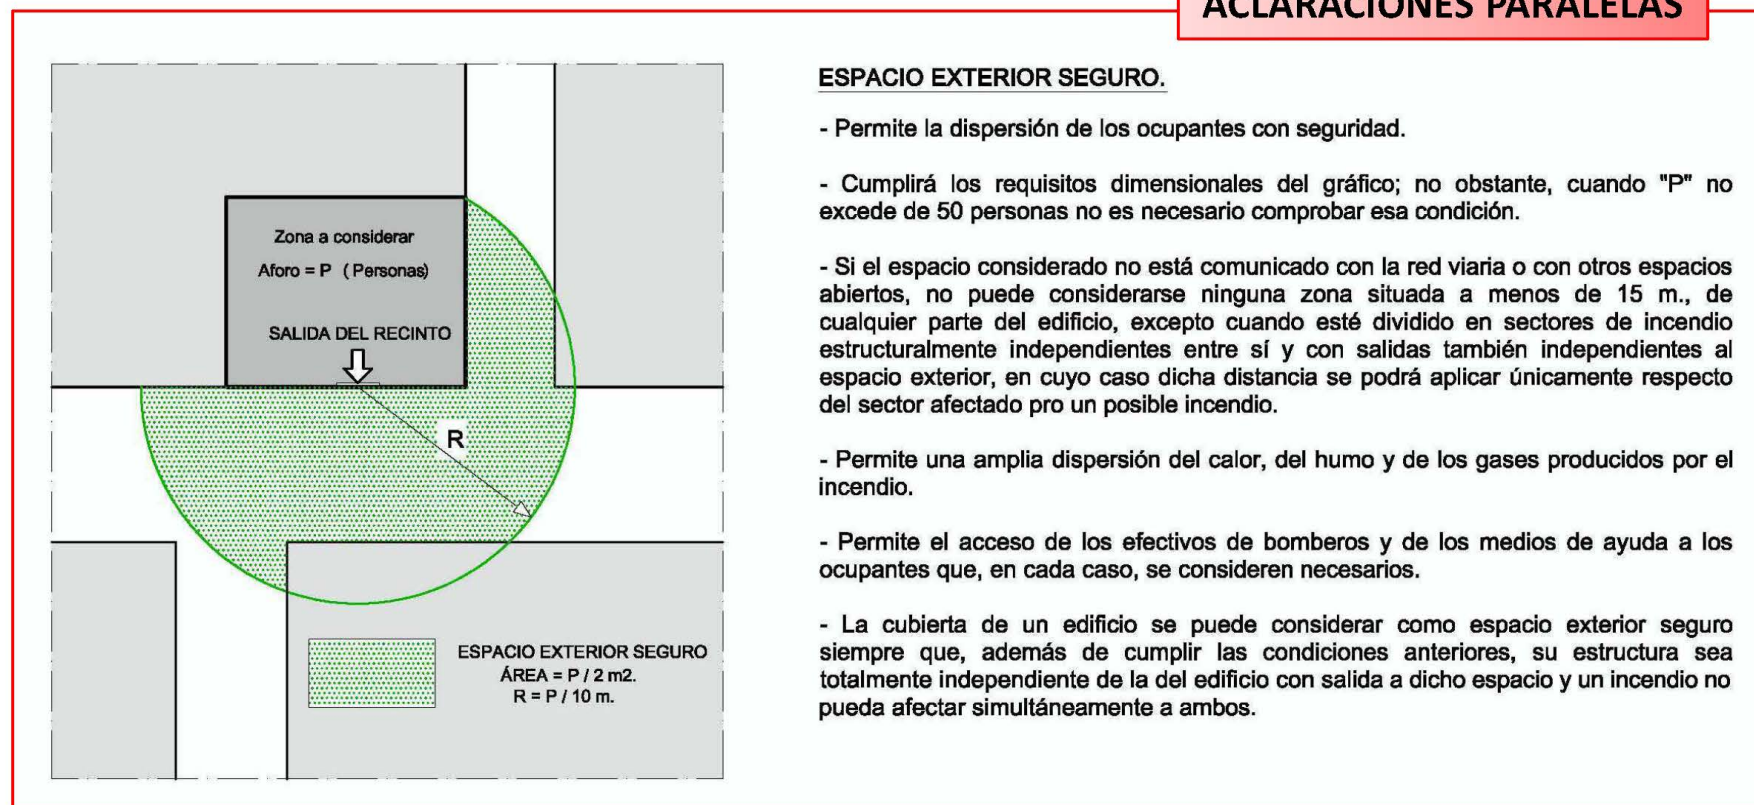 ACLARACIONES PARALELAS
Zona a considerar
Aforo = P ( Personas)
SALIDA DEL RECINTO
R
ESPACIO EXTERIOR SEGURO
ÁREA = P / 2 m2.
R = P / 10 m.
ESPACIO EXTERIOR SEGURO.
- Permite la dispersión de los ocupantes con seguridad.
- Cumplirá los requisitos dimensionales del gráfico; no obstante, cuando "P" no
excede de 50 personas no es necesario comprobar esa condición.
- Si el espacio considerado no está comunicado con la red viaria o con otros espacios
abiertos, no puede considerarse ninguna zona situada a menos de 15 m., de
cualquier parte del edificio, excepto cuando esté dividido en sectores de incendio
estructuralmente independientes entre sí y con salidas también independientes al
espacio exterior, en cuyo caso dicha distancia se podrá aplicar únicamente respecto
del sector afectado pro un posible incendio.
- Permite una amplia dispersión del calor, del humo y de los gases producidos por el
incendio.
- Permite el acceso de los efectivos de bomberos y de los medios de ayuda a los
ocupantes que, en cada caso, se consideren necesarios.
- La cubierta de un edificio se puede considerar como espacio exterior seguro
siempre que, además de cumplir las condiciones anteriores, su estructura sea
totalmente independiente de la del edificio con salida a dicho espacio y un incendio no
pueda afectar simultáneamente a ambos.